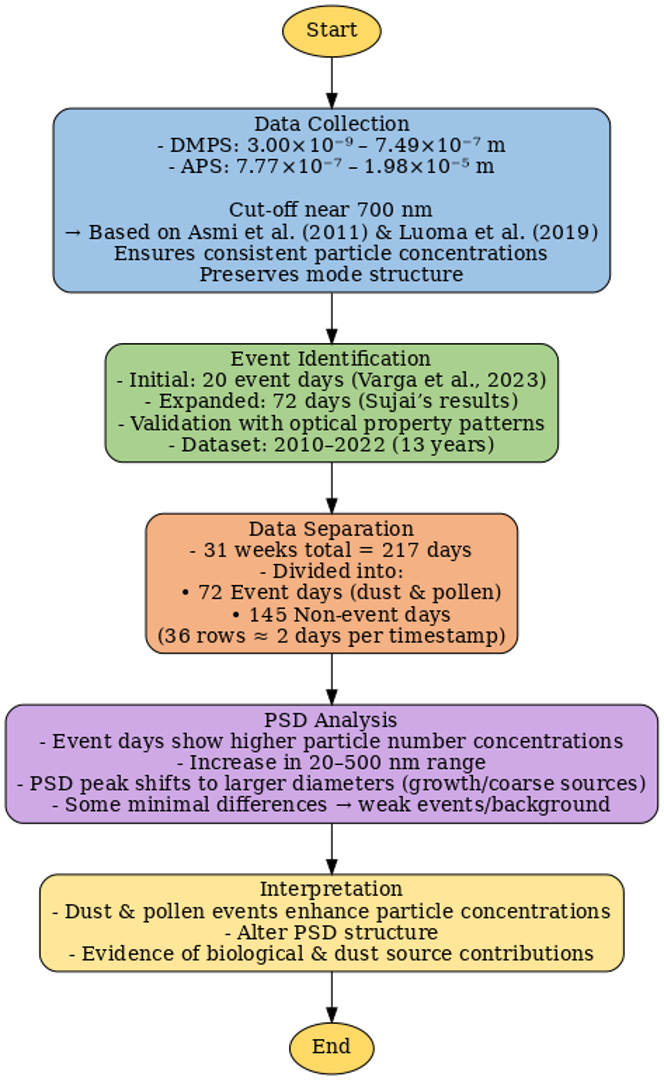 Start
Data Collection
- DMPS: 3.00×10⁻⁹ – 7.49×10⁻⁷ m
- APS: 7.77×10⁻⁷ – 1.98×10⁻⁵ m
Cut-off near 700 nm
→ Based on Asmi et al. (2011) & Luoma et al. (2019)
Ensures consistent particle concentrations
Preserves mode structure
Event Identification
- Initial: 20 event days (Varga et al., 2023)
- Expanded: 72 days (Sujai’s results)
- Validation with optical property patterns
- Dataset: 2010–2022 (13 years)
Data Separation
- 31 weeks total = 217 days
- Divided into:
• 72 Event days (dust & pollen)
• 145 Non-event days
(36 rows ≈ 2 days per timestamp)
PSD Analysis
- Event days show higher particle number concentrations
- Increase in 20–500 nm range
- PSD peak shifts to larger diameters (growth/coarse sources)
- Some minimal differences → weak events/background
Interpretation
- Dust & pollen events enhance particle concentrations
- Alter PSD structure
- Evidence of biological & dust source contributions
End